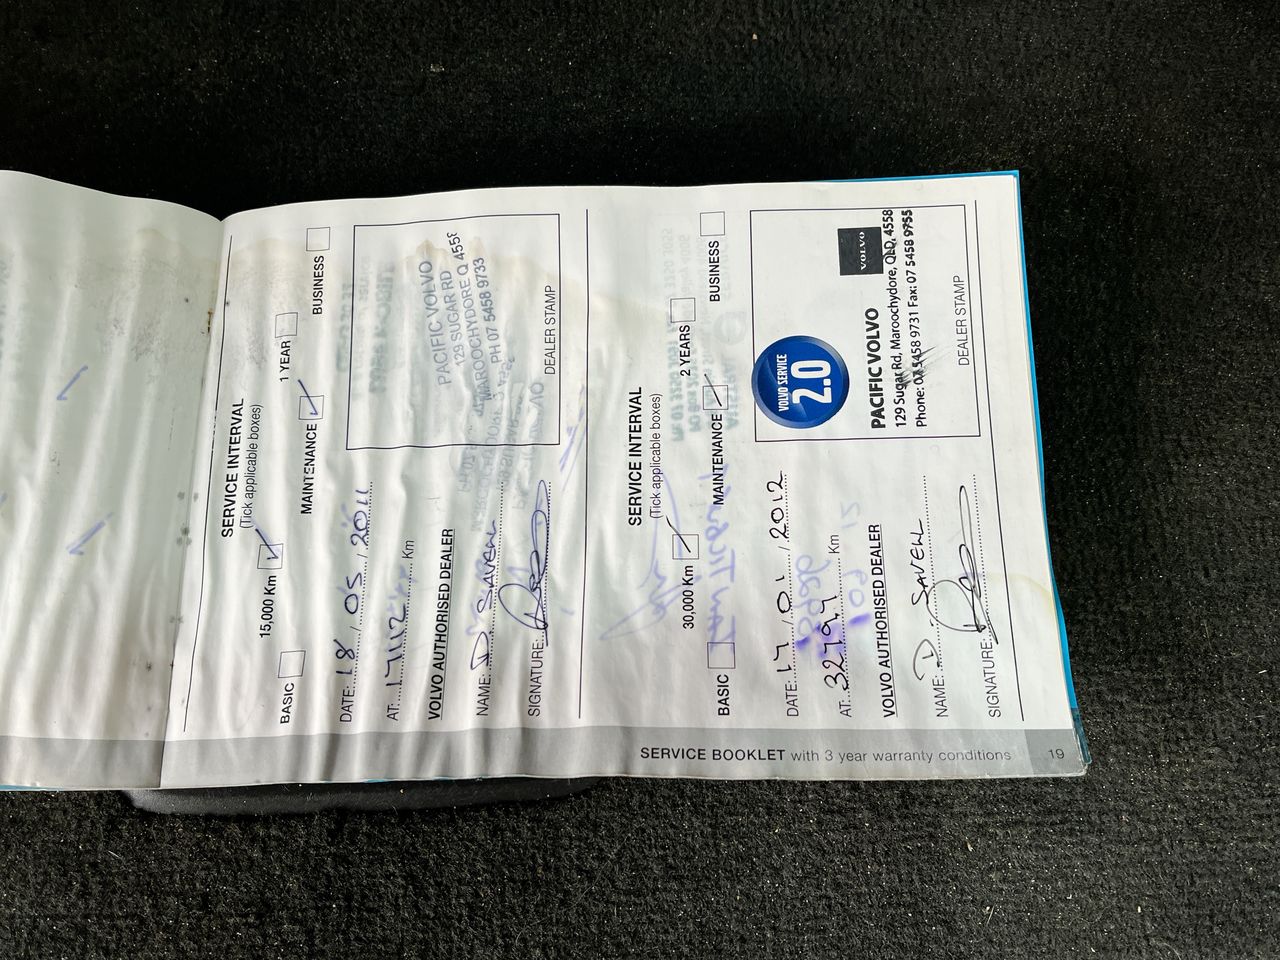 SERVICE INTERVAL
(Tick applicable boxes)
15,000 Km 1 YEAR
BASIC MAINTENANCE BUSINESS
DATE: 18 / 05 / 2011
AT: 17112 Km
VOLVO AUTHORISED DEALER
NAME: D. SAVELL
SIGNATURE:
PACIFIC VOLVO
129 SUGAR RD
MAROOCHYDORE Q 4558
PH 07 5458 9733
DEALER STAMP
SERVICE INTERVAL
(Tick applicable boxes)
30,000 Km 2 YEARS
BASIC MAINTENANCE BUSINESS
DATE: 17 / 01 / 2012
AT: 32797 Km
VOLVO AUTHORISED DEALER
NAME: D. SAVELL
SIGNATURE:
VOLVO
VOLVO SERVICE
2.0
PACIFIC VOLVO
129 Sugar Rd, Maroochydore, QLD, 4558
Phone: 07 5458 9731 Fax: 07 5458 9755
DEALER STAMP
SERVICE BOOKLET with 3 year warranty conditions 19